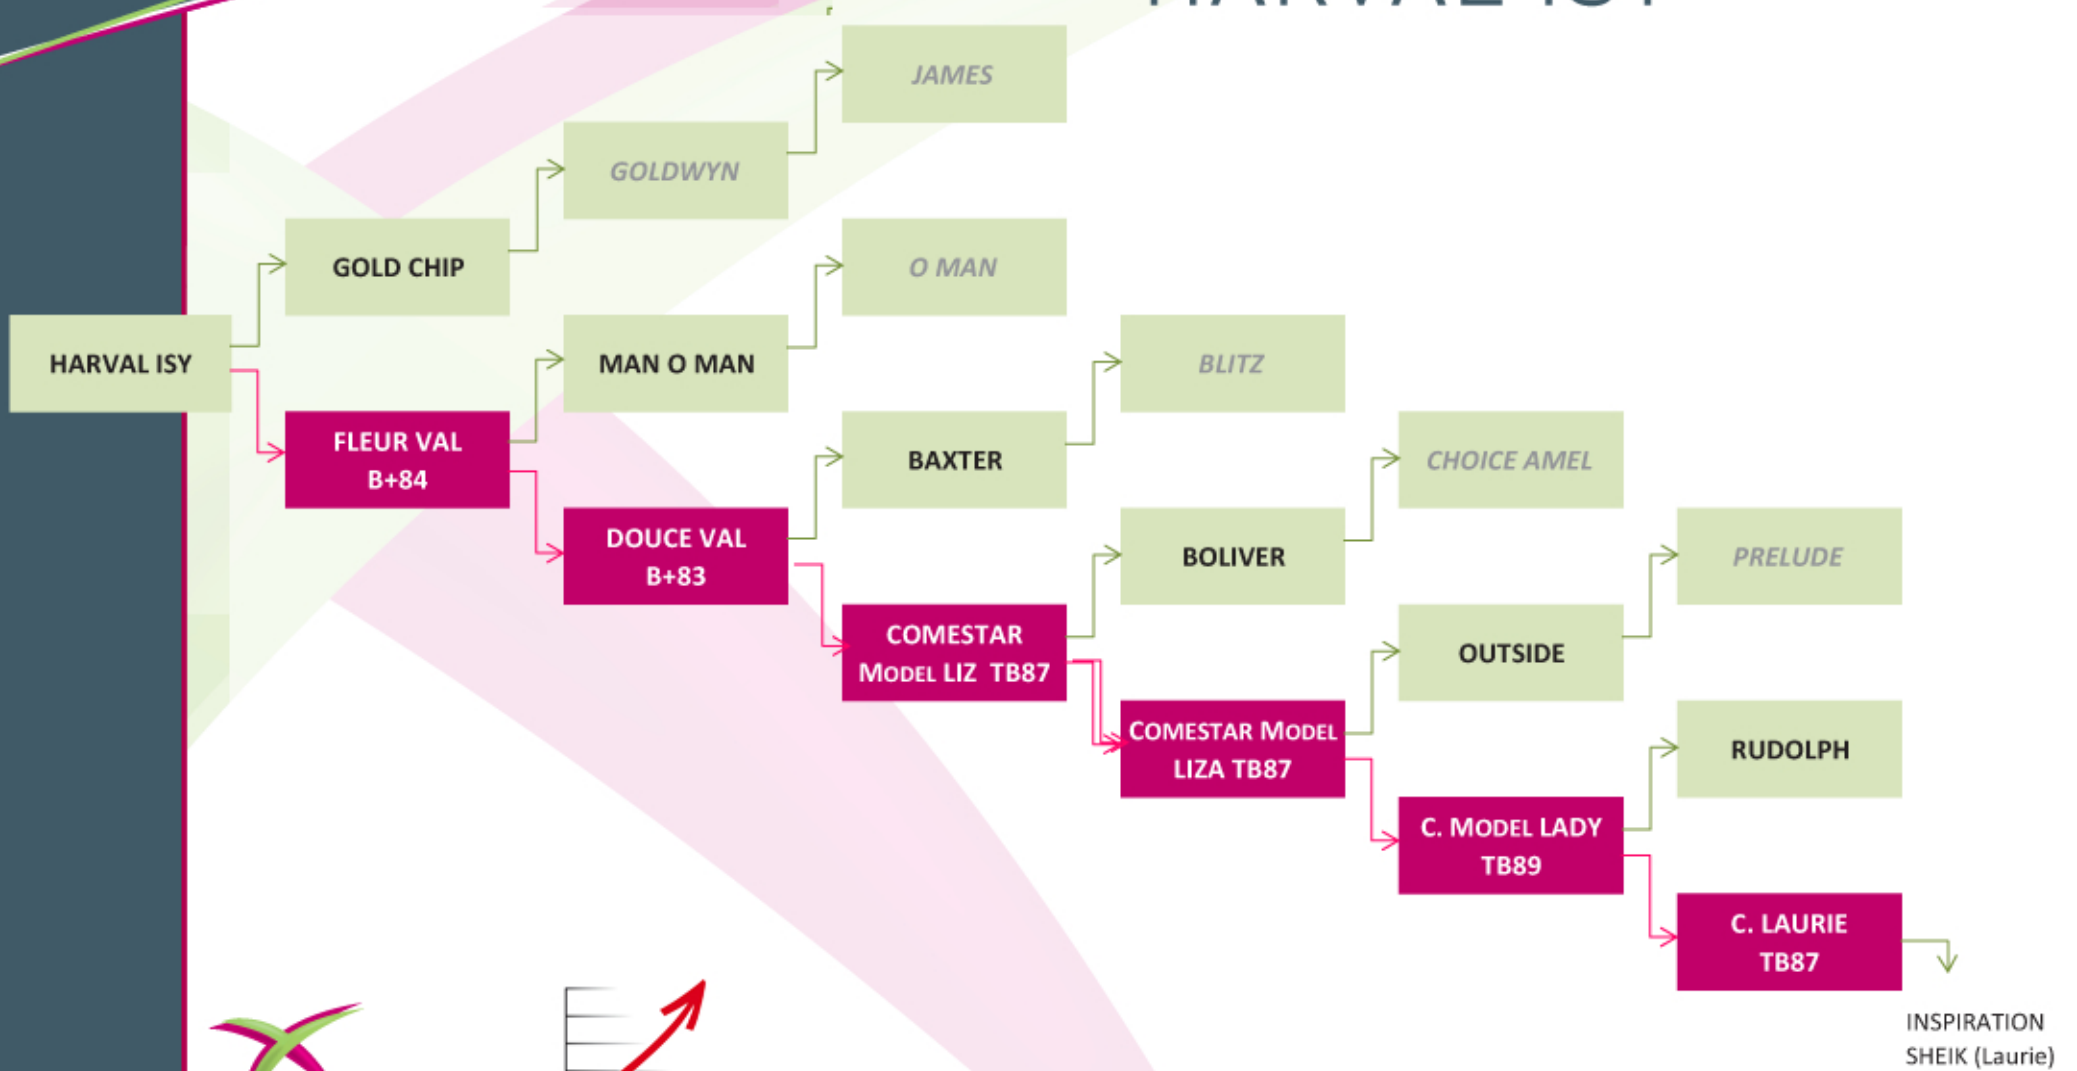 HARVAL ISY
JAMES
GOLDWYN
GOLD CHIP
O MAN
HARVAL ISY
MAN O MAN
BLITZ
FLEUR VAL
B+84
BAXTER
CHOICE AMEL
DOUCE VAL
B+83
BOLIVER
PRELUDE
COMESTAR
MODEL LIZ TB87
OUTSIDE
COMESTAR MODEL
LIZA TB87
RUDOLPH
C. MODEL LADY
TB89
C. LAURIE
TB87
INSPIRATION
SHEIK (Laurie)